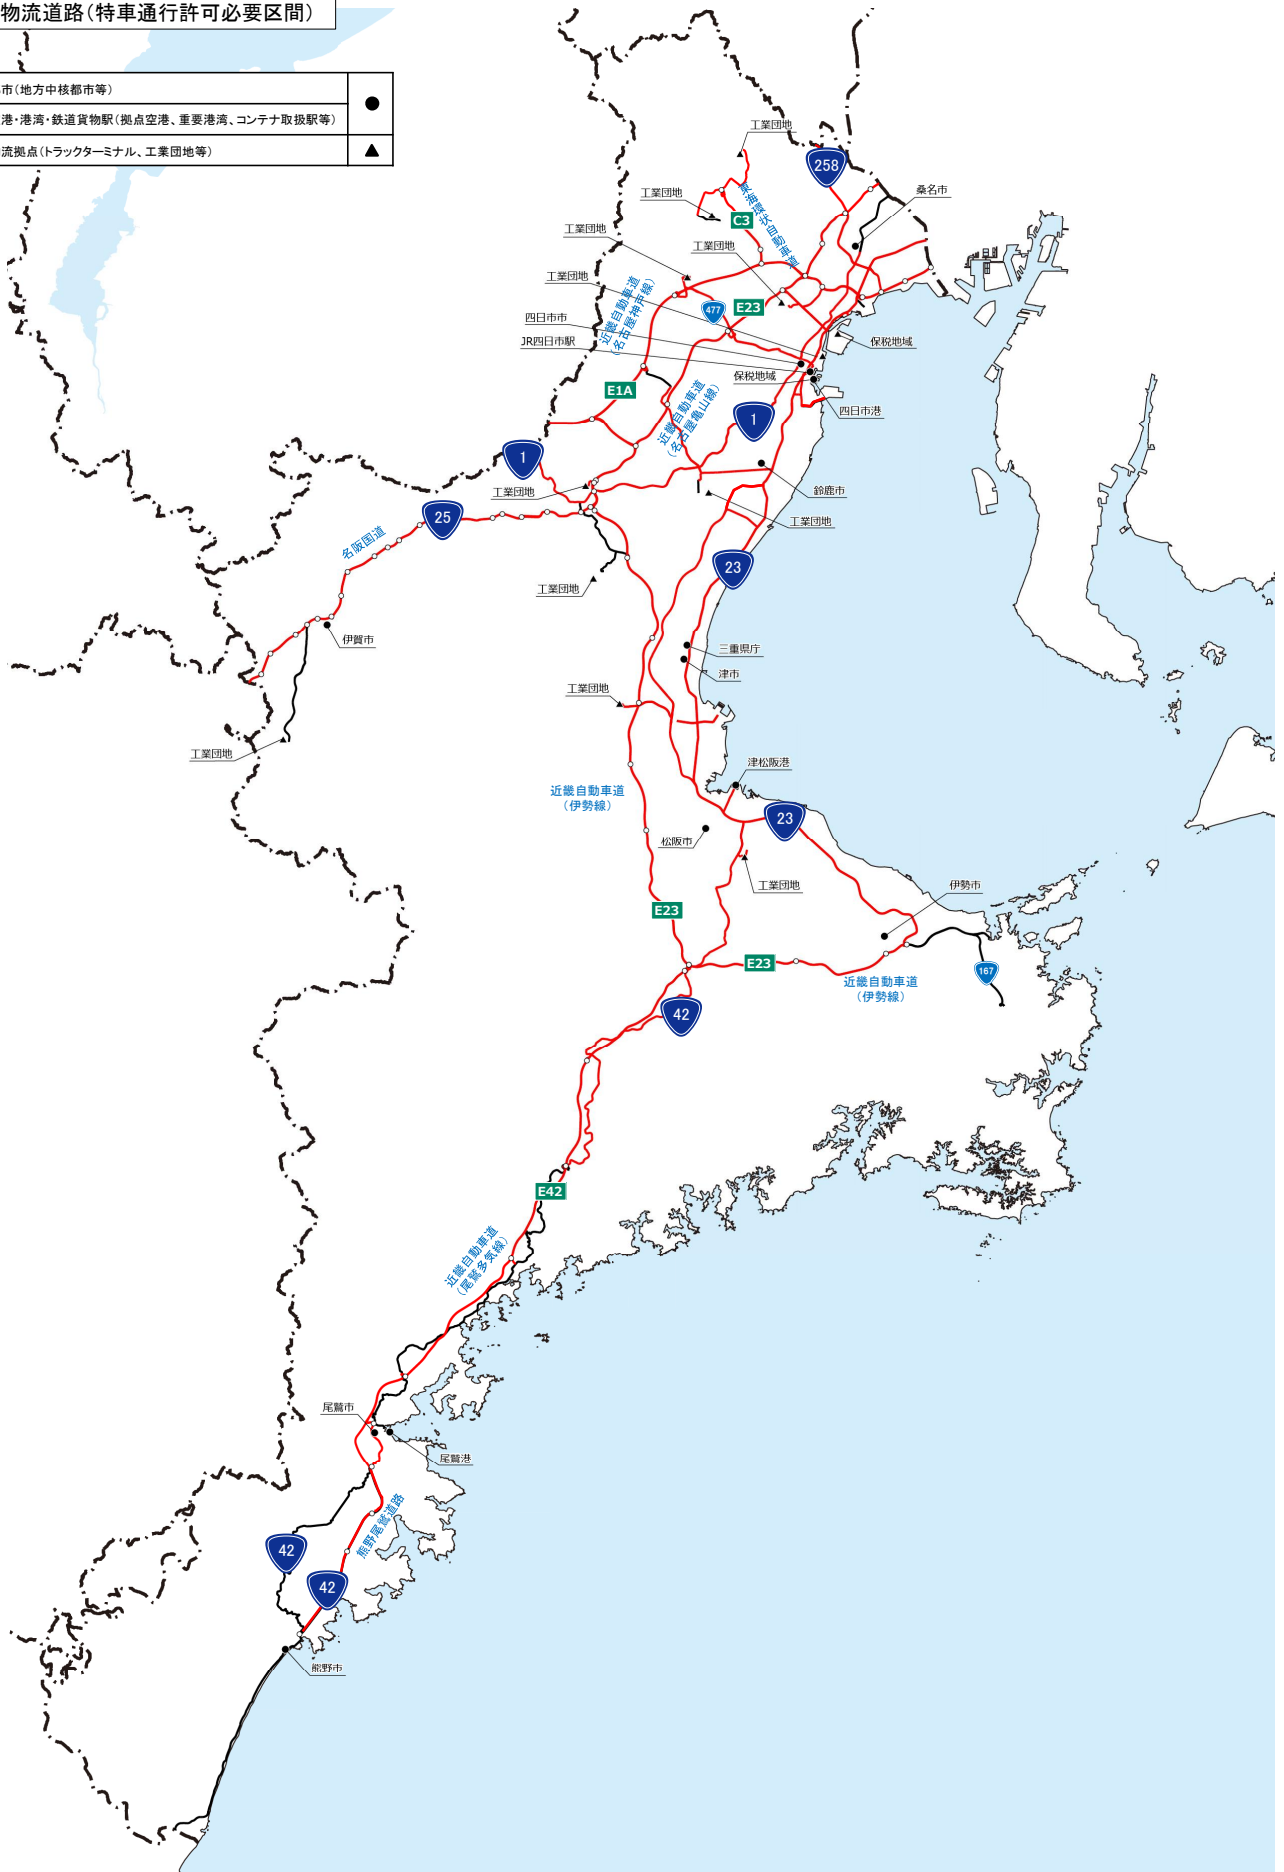 物流道路(特車通行許可必要区間)
市(地方中核都市等)
港・港湾・鉄道貨物駅(拠点空港、重要港湾、コンテナ取扱駅等)
流拠点(トラックターミナル、工業団地等)
工業団地
258
工業団地
桑名市
東海環状自動車道
C3
工業団地
工業団地
工業団地
近畿自動車道
(名古屋神戸線)
E23
477
四日市市
JR四日市駅
保税地域
保税地域
E1A
四日市港
近畿自動車道
(名古屋亀山線)
1
1
工業団地
鈴鹿市
25
工業団地
名阪国道
23
工業団地
伊賀市
三重県庁
津市
工業団地
工業団地
津松阪港
近畿自動車道
(伊勢線)
23
松阪市
工業団地
伊勢市
E23
E23
167
近畿自動車道
(伊勢線)
42
E42
近畿自動車道
(尾鷲多気線)
尾鷲市
尾鷲港
熊野尾鷲道路
42
42
熊野市